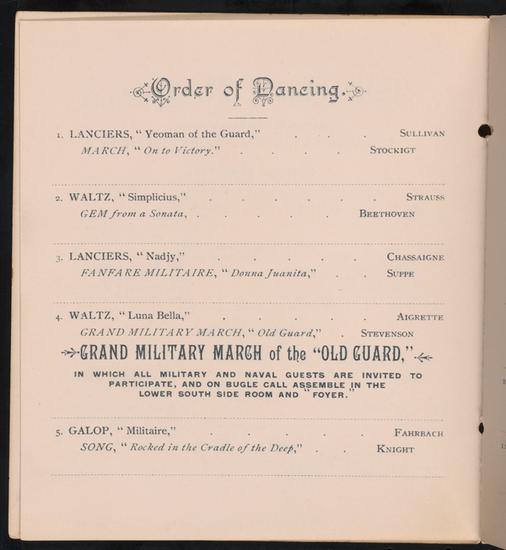 Order of Dancing.
1. LANCIERS, "Yeoman of the Guard," . . . SULLIVAN
MARCH, "On to Victory." . . . . STOCKIGT
2. WALTZ, "Simplicius," . . . . . . STRAUSS
GEM from a Sonata, . . . . . BEETHOVEN
3. LANCIERS, "Nadjy," . . . . . CHASSAIGNE
FANFARE MILITAIRE, "Donna Juanita," . . SUPPE
4. WALTZ, "Luna Bella," . . . . . AIGRETTE
GRAND MILITARY MARCH, "Old Guard," . STEVENSON
GRAND MILITARY MARCH of the "OLD GUARD,"
IN WHICH ALL MILITARY AND NAVAL GUESTS ARE INVITED TO
PARTICIPATE, AND ON BUGLE CALL ASSEMBLE IN THE
LOWER SOUTH SIDE ROOM AND "FOYER."
5. GALOP, "Militaire," . . . . . FAHRBACH
SONG, "Rocked in the Cradle of the Deep," . . KNIGHT